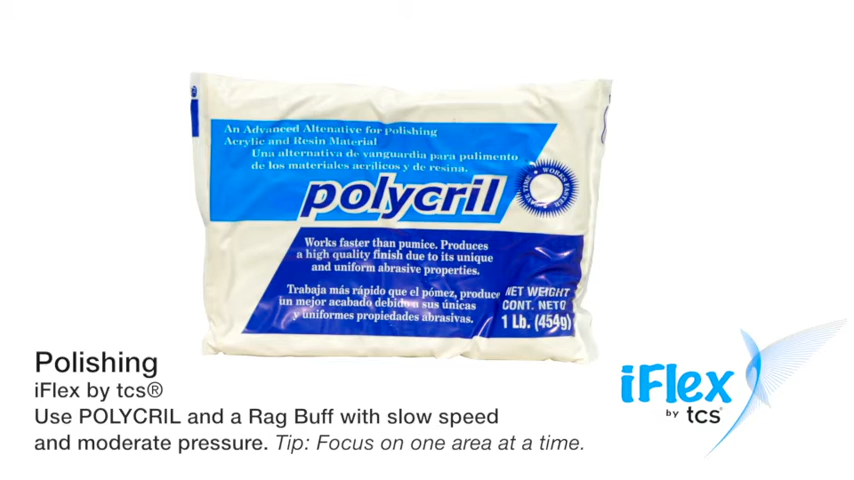 An Advanced Altenative for Polishing
Acrylic and Resin Material
Una alternativa de vanguardia para pulimento
de los materiales acrílicos y de resina.
polycril
SAVE TIME • WORKS FASTER
Works faster than pumice. Produces
a high quality finish due to its unique
and uniform abrasive properties.
Trabaja más rápido que el pómez, produce
un mejor acabado debido a sus únicas
y uniformes propiedades abrasivas.
NET WEIGHT
CONT. NETO
1 Lb. (454g)
Polishing
iFlex by tcs®
Use POLYCRIL and a Rag Buff with slow speed
and moderate pressure. Tip: Focus on one area at a time.
iFlex
by tcs®